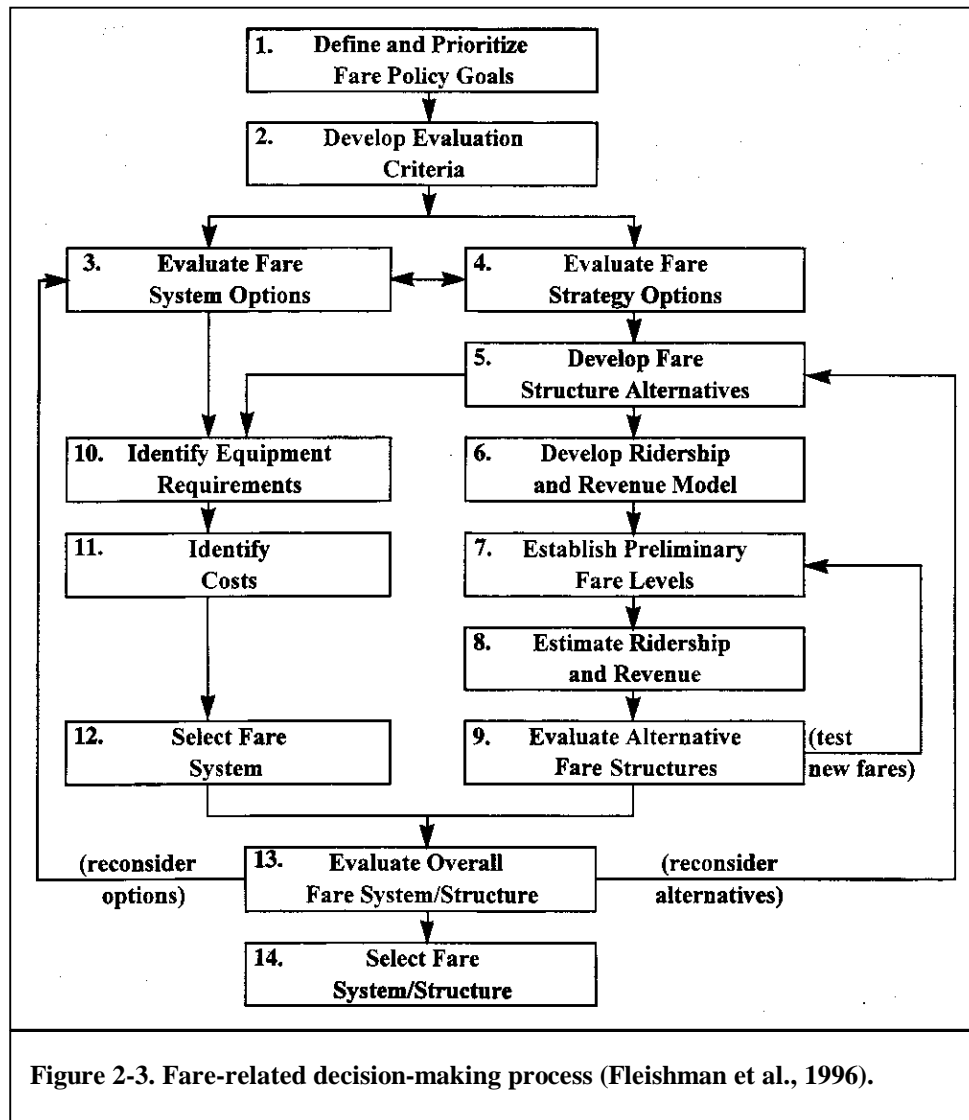 1. Define and Prioritize
Fare Policy Goals
2. Develop Evaluation
Criteria
3. Evaluate Fare
System Options
4. Evaluate Fare
Strategy Options
5. Develop Fare
Structure Alternatives
10. Identify Equipment
Requirements
6. Develop Ridership
and Revenue Model
11. Identify
Costs
7. Establish Preliminary
Fare Levels
8. Estimate Ridership
and Revenue
12. Select Fare
System
9. Evaluate Alternative
Fare Structures
(test
new fares)
(reconsider
options)
13. Evaluate Overall
Fare System/Structure
(reconsider
alternatives)
14. Select Fare
System/Structure
Figure 2-3. Fare-related decision-making process (Fleishman et al., 1996).